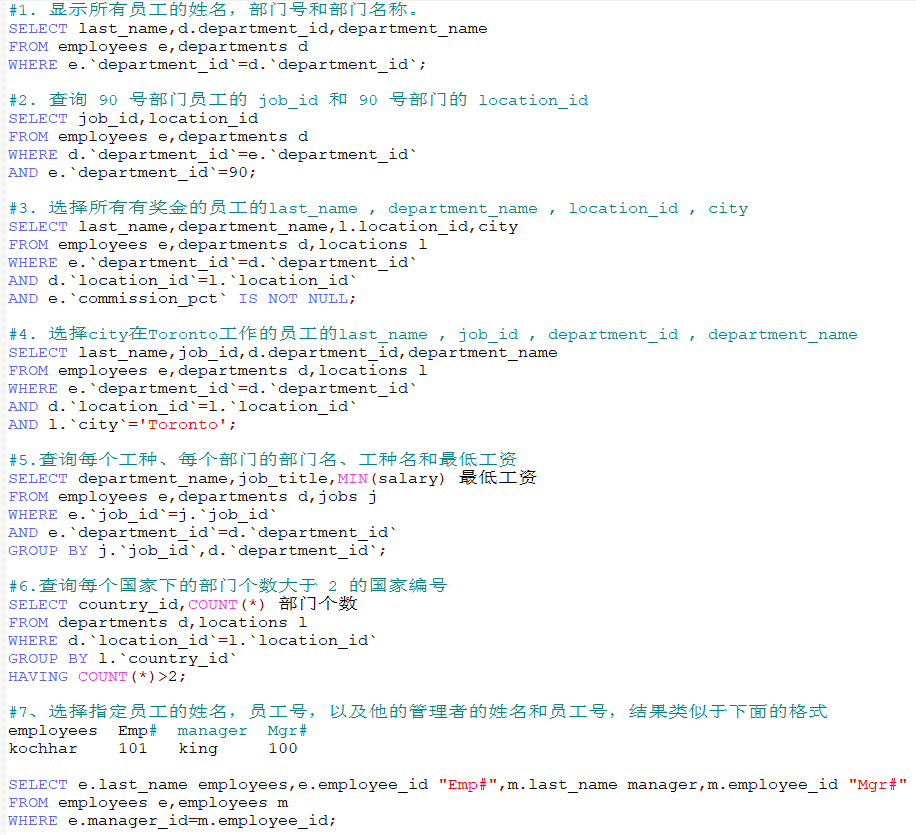 #1. 显示所有员工的姓名，部门号和部门名称。
SELECT last_name,d.department_id,department_name
FROM employees e,departments d
WHERE e.`department_id`=d.`department_id`;
#2. 查询 90 号部门员工的 job_id 和 90 号部门的 location_id
SELECT job_id,location_id
FROM employees e,departments d
WHERE d.`department_id`=e.`department_id`
AND e.`department_id`=90;
#3. 选择所有有奖金的员工的last_name , department_name , location_id , city
SELECT last_name,department_name,l.location_id,city
FROM employees e,departments d,locations l
WHERE e.`department_id`=d.`department_id`
AND d.`location_id`=l.`location_id`
AND e.`commission_pct` IS NOT NULL;
#4. 选择city在Toronto工作的员工的last_name , job_id , department_id , department_name
SELECT last_name,job_id,d.department_id,department_name
FROM employees e,departments d,locations l
WHERE e.`department_id`=d.`department_id`
AND d.`location_id`=l.`location_id`
AND l.`city`='Toronto';
#5.查询每个工种、每个部门的部门名、工种名和最低工资
SELECT department_name,job_title,MIN(salary) 最低工资
FROM employees e,departments d,jobs j
WHERE e.`job_id`=j.`job_id`
AND e.`department_id`=d.`department_id`
GROUP BY j.`job_id`,d.`department_id`;
#6.查询每个国家下的部门个数大于 2 的国家编号
SELECT country_id,COUNT(*) 部门个数
FROM departments d,locations l
WHERE d.`location_id`=l.`location_id`
GROUP BY l.`country_id`
HAVING COUNT(*)>2;
#7、选择指定员工的姓名，员工号，以及他的管理者的姓名和员工号，结果类似于下面的格式
employees  Emp#  manager  Mgr#
kochhar    101   king     100
SELECT e.last_name employees,e.employee_id "Emp#",m.last_name manager,m.employee_id "Mgr#"
FROM employees e,employees m
WHERE e.manager_id=m.employee_id;